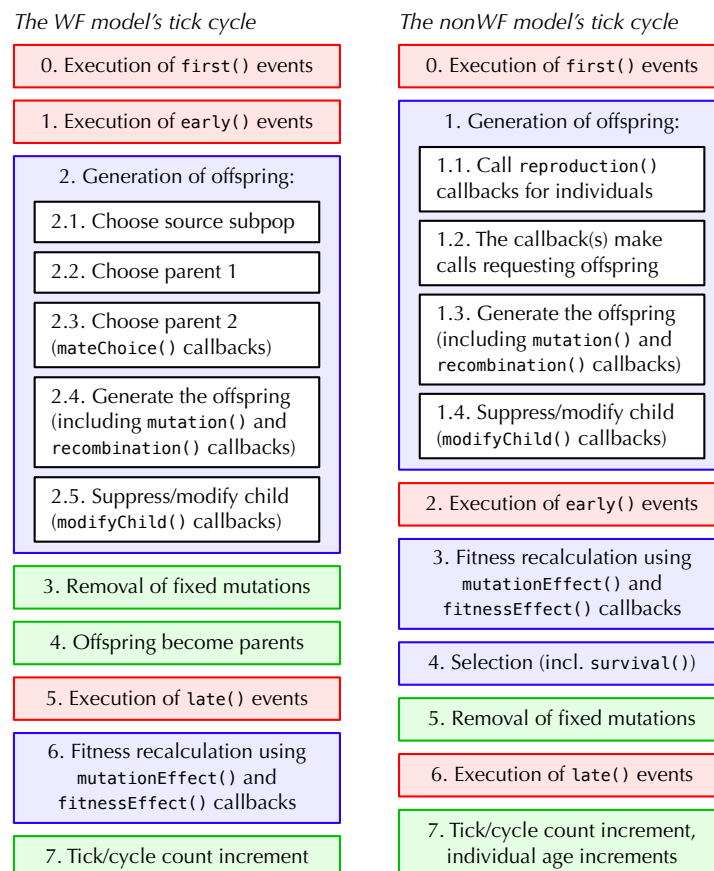 The WF model's tick cycle
0. Execution of first() events
1. Execution of early() events
2. Generation of offspring:
2.1. Choose source subpop
2.2. Choose parent 1
2.3. Choose parent 2
(mateChoice() callbacks)
2.4. Generate the offspring
(including mutation() and
recombination() callbacks)
2.5. Suppress/modify child
(modifyChild() callbacks)
3. Removal of fixed mutations
4. Offspring become parents
5. Execution of late() events
6. Fitness recalculation using
mutationEffect() and
fitnessEffect() callbacks
7. Tick/cycle count increment
The nonWF model's tick cycle
0. Execution of first() events
1. Generation of offspring:
1.1. Call reproduction()
callbacks for individuals
1.2. The callback(s) make
calls requesting offspring
1.3. Generate the offspring
(including mutation() and
recombination() callbacks)
1.4. Suppress/modify child
(modifyChild() callbacks)
2. Execution of early() events
3. Fitness recalculation using
mutationEffect() and
fitnessEffect() callbacks
4. Selection (incl. survival())
5. Removal of fixed mutations
6. Execution of late() events
7. Tick/cycle count increment,
individual age increments